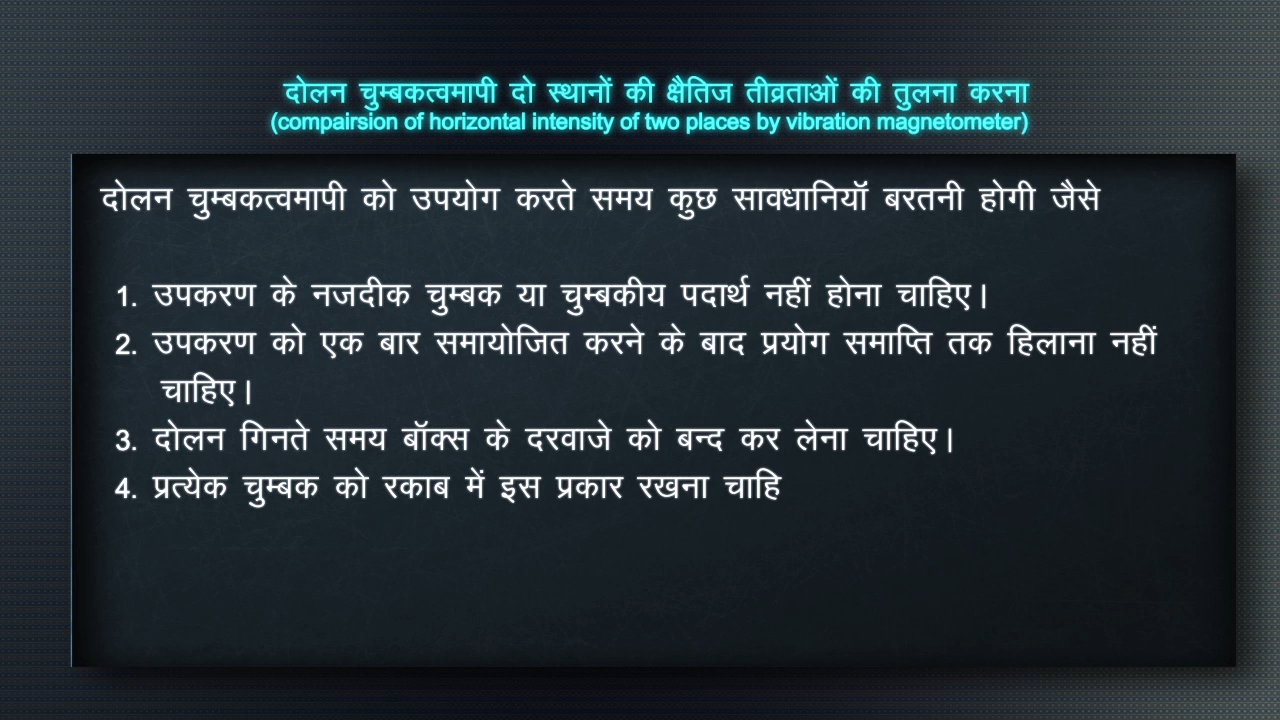 दोलन चुम्बकत्वमापी दो स्थानों की क्षैतिज तीव्रताओं की तुलना करना
(compairsion of horizontal intensity of two places by vibration magnetometer)
दोलन चुम्बकत्वमापी को उपयोग करते समय कुछ सावधानियॉ बरतनी होगी जैसे
1. उपकरण के नजदीक चुम्बक या चुम्बकीय पदार्थ नहीं होना चाहिए।
2. उपकरण को एक बार समायोजित करने के बाद प्रयोग समाप्ति तक हिलाना नहीं
चाहिए।
3. दोलन गिनते समय बॉक्स के दरवाजे को बन्द कर लेना चाहिए।
4. प्रत्येक चुम्बक को रकाब में इस प्रकार रखना चाहि